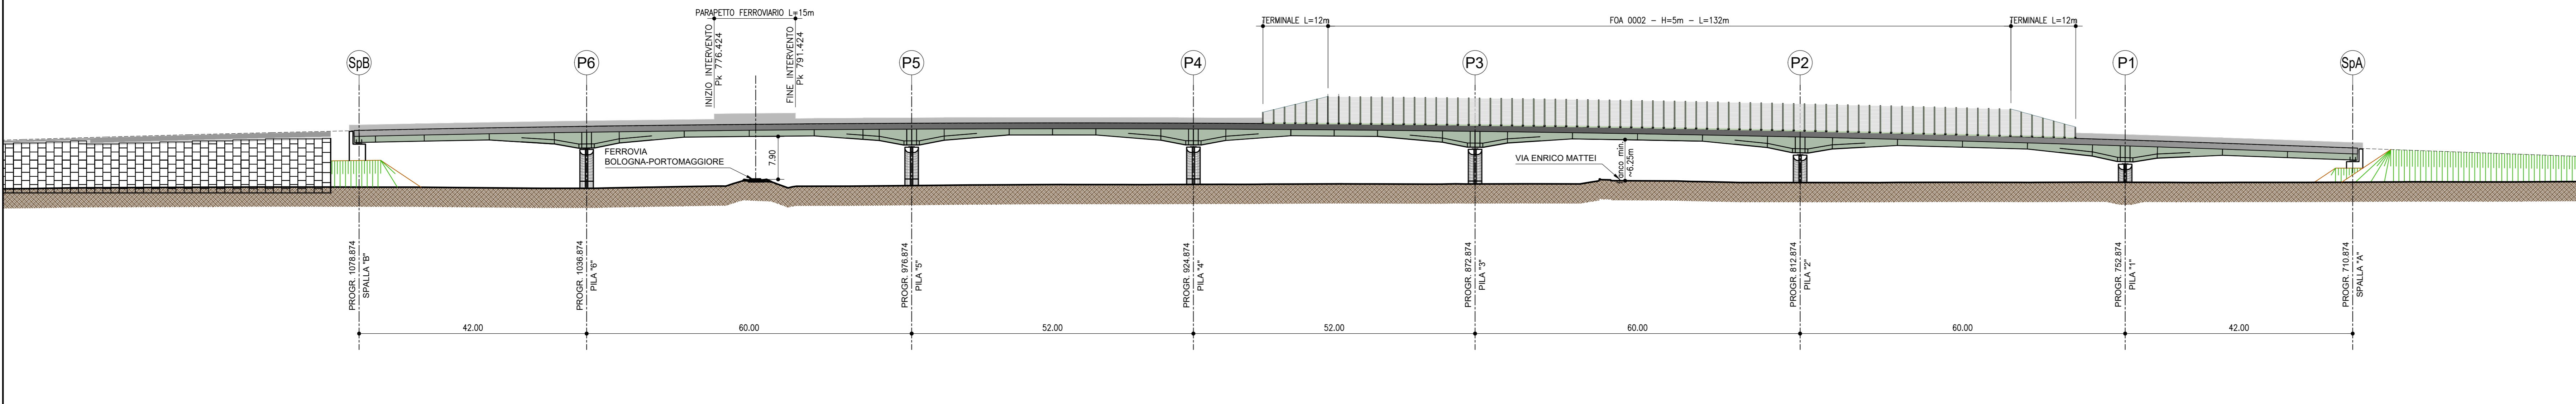 PARAPETTO FERROVIARIO L=15m
TERMINALE L=12m
FOA 0002 - H=5m - L=132m
TERMINALE L=12m
INIZIO INTERVENTO
Pk 776.424
FINE INTERVENTO
Pk 791.424
SpB
P6
P5
P4
P3
P2
P1
SpA
FERROVIA
BOLOGNA-PORTOMAGGIORE
7.90
VIA ENRICO MATTEI
franco min.
~6.25m
PROGR. 1078.874
SPALLA "B"
PROGR. 1036.874
PILA "6"
PROGR. 976.874
PILA "5"
PROGR. 924.874
PILA "4"
PROGR. 872.874
PILA "3"
PROGR. 812.874
PILA "2"
PROGR. 752.874
PILA "1"
PROGR. 710.874
SPALLA "A"
42.00
60.00
52.00
52.00
60.00
60.00
42.00